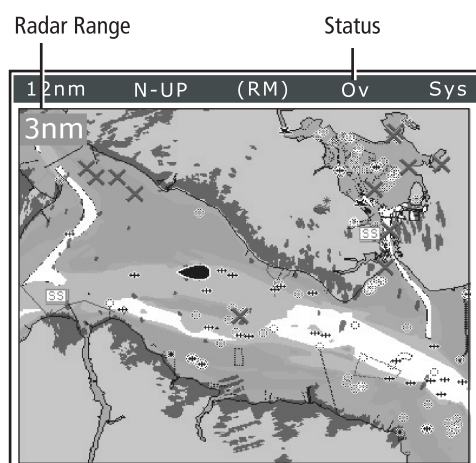 Radar Range Status
12nm N-UP (RM) Ov Sys
3nm
SS
SS